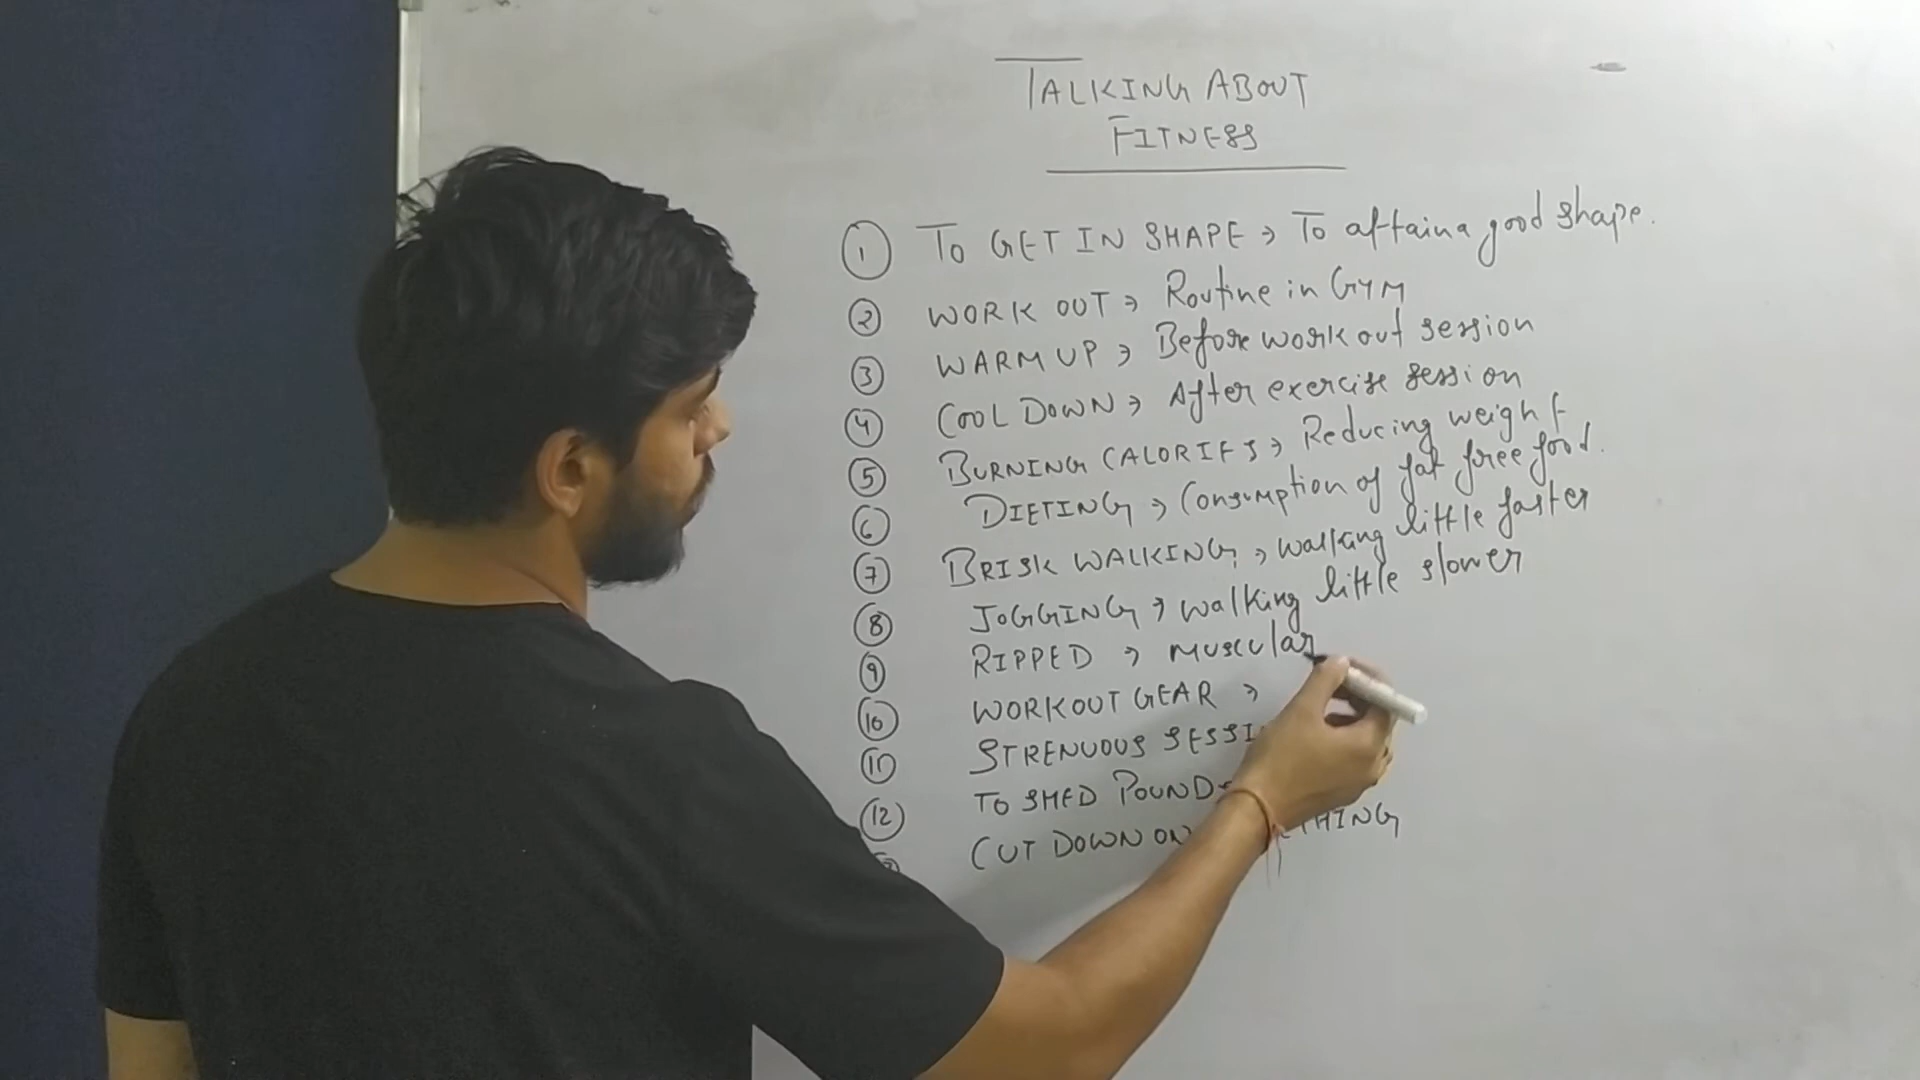 TALKING ABOUT
FITNESS
1 TO GET IN SHAPE → To attain a good shape.
2 WORK OUT → Routine in GYM
3 WARM UP → Before work out session
4 COOL DOWN → After exercise session
5 BURNING CALORIES → Reducing weight
6 DIETING → Consumption of fat free food.
7 BRISK WALKING → walking little faster
8 JOGGING → walking little slower
9 RIPPED → muscular
10 WORKOUT GEAR →
11 STRENUOUS
12 TO SHED POUNDS
CUT DOWN ON